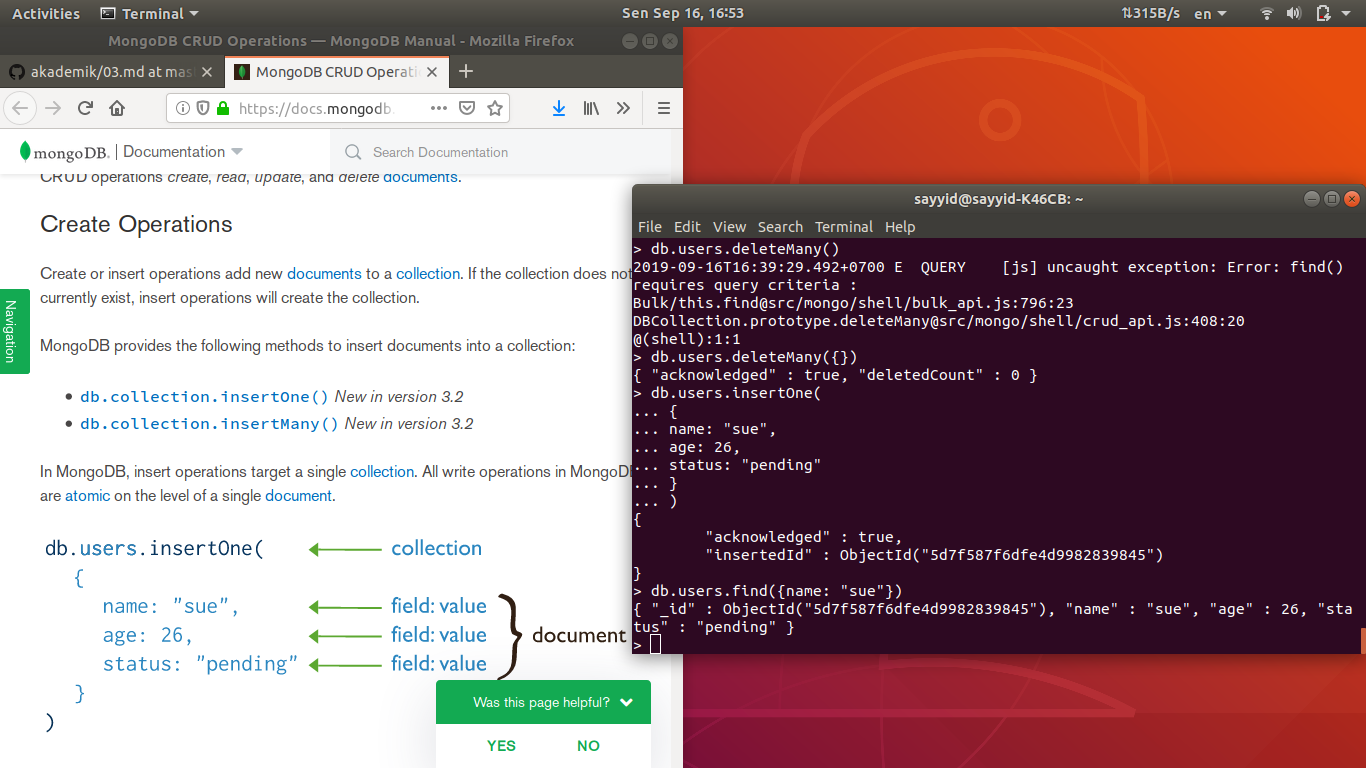 Activities Terminal Sen Sep 16, 16:53 315B/s en
MongoDB CRUD Operations — MongoDB Manual - Mozilla Firefox
akademik/03.md at mas MongoDB CRUD Operati
https://docs.mongodb.
mongoDB. Documentation Search Documentation
CRUD operations create, read, update, and delete documents.
Create Operations
Create or insert operations add new documents to a collection. If the collection does not
currently exist, insert operations will create the collection.
Navigation
MongoDB provides the following methods to insert documents into a collection:
db.collection.insertOne() New in version 3.2
db.collection.insertMany() New in version 3.2
In MongoDB, insert operations target a single collection. All write operations in MongoDB
are atomic on the level of a single document.
db.users.insertOne( collection
{
name: "sue", field: value
age: 26, field: value document
status: "pending" field: value
}
)
Was this page helpful?
YES NO
sayyid@sayyid-K46CB: ~
File Edit View Search Terminal Help
> db.users.deleteMany()
2019-09-16T16:39:29.492+0700 E  QUERY    [js] uncaught exception: Error: find()
requires query criteria :
Bulk/this.find@src/mongo/shell/bulk_api.js:796:23
DBCollection.prototype.deleteMany@src/mongo/shell/crud_api.js:408:20
@(shell):1:1
> db.users.deleteMany({})
{ "acknowledged" : true, "deletedCount" : 0 }
> db.users.insertOne(
... {
... name: "sue",
... age: 26,
... status: "pending"
... }
... )
{
"acknowledged" : true,
"insertedId" : ObjectId("5d7f587f6dfe4d9982839845")
}
> db.users.find({name: "sue"})
{ "_id" : ObjectId("5d7f587f6dfe4d9982839845"), "name" : "sue", "age" : 26, "sta
tus" : "pending" }
>